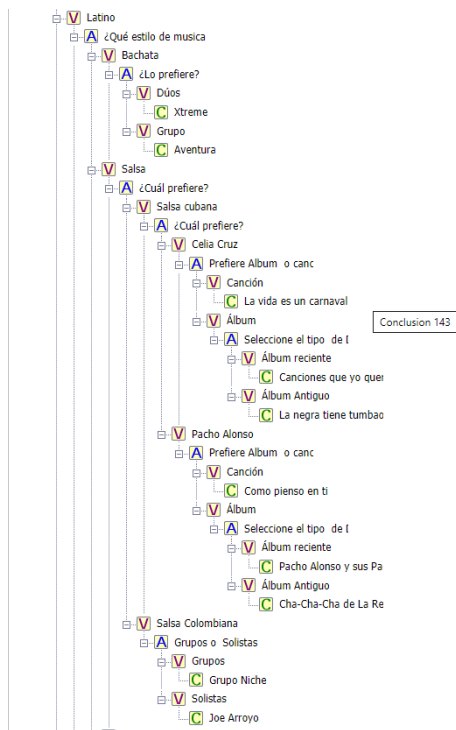 V Latino
A ¿Qué estilo de musica
V Bachata
A ¿Lo prefiere?
V Dúos
C Xtreme
V Grupo
C Aventura
V Salsa
A ¿Cuál prefiere?
V Salsa cubana
A ¿Cuál prefiere?
V Celia Cruz
A Prefiere Album o canc
V Canción
C La vida es un carnaval
V Álbum
Conclusion 143
A Seleccione el tipo de
V Álbum reciente
C Canciones que yo quer
V Álbum Antiguo
C La negra tiene tumbao
V Pacho Alonso
A Prefiere Album o canc
V Canción
C Como pienso en ti
V Álbum
A Seleccione el tipo de
V Álbum reciente
C Pacho Alonso y sus Pa
V Álbum Antiguo
C Cha-Cha-Cha de La Re
V Salsa Colombiana
A Grupos o Solistas
V Grupos
C Grupo Niche
V Solistas
C Joe Arroyo